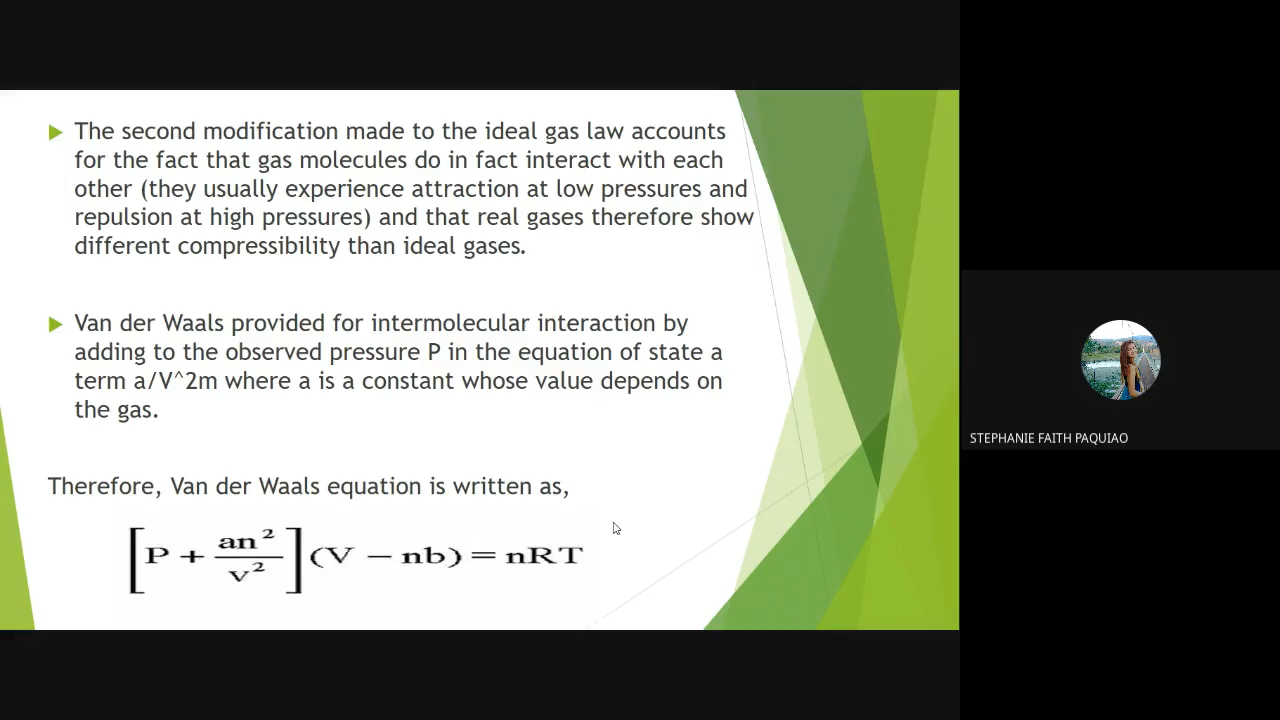 The second modification made to the ideal gas law accounts
for the fact that gas molecules do in fact interact with each
other (they usually experience attraction at low pressures and
repulsion at high pressures) and that real gases therefore show
different compressibility than ideal gases.
Van der Waals provided for intermolecular interaction by
adding to the observed pressure P in the equation of state a
term a/V^2m where a is a constant whose value depends on
the gas.
Therefore, Van der Waals equation is written as,
[P + an²/v²](V − nb) = nRT
STEPHANIE FAITH PAQUIAO